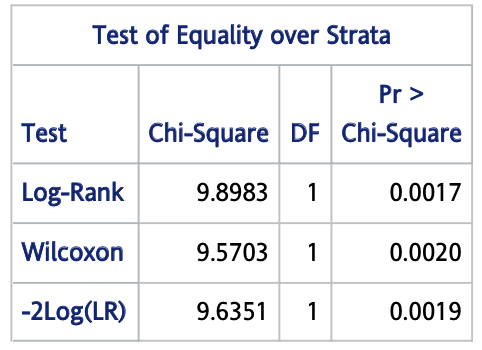 Test of Equality over Strata
Pr >
Test Chi-Square DF Chi-Square
Log-Rank 9.8983 1 0.0017
Wilcoxon 9.5703 1 0.0020
-2Log(LR) 9.6351 1 0.0019